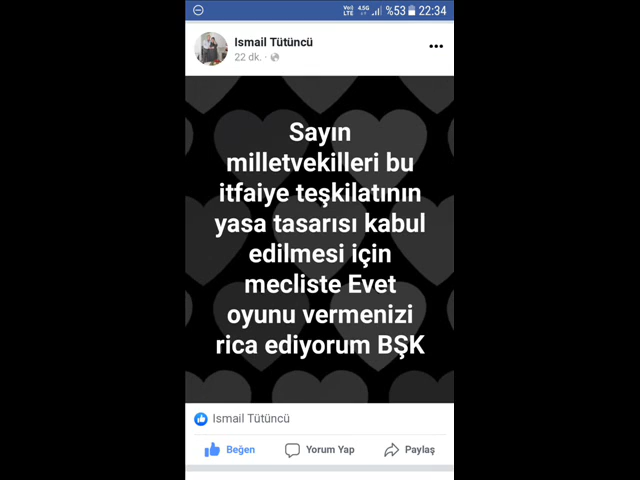 Vo)) LTE 4.5G %53 22:34
Ismail Tütüncü
22 dk. ·
Sayın
milletvekilleri bu
itfaiye teşkilatının
yasa tasarısı kabul
edilmesi için
mecliste Evet
oyunu vermenizi
rica ediyorum BŞK
Ismail Tütüncü
Beğen Yorum Yap Paylaş